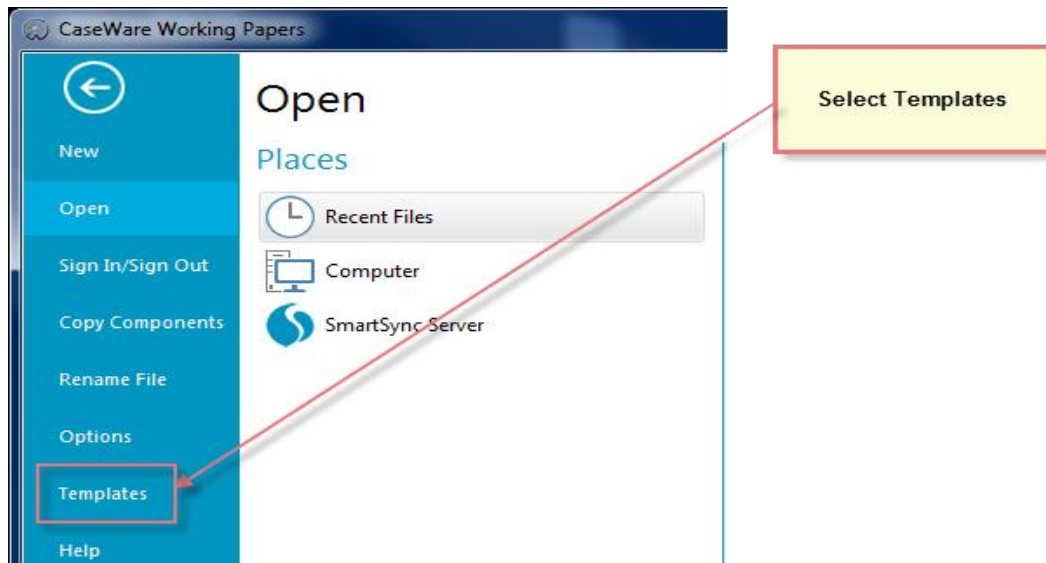 CaseWare Working Papers
Open
Places
New
Open
Recent Files
Sign In/Sign Out
Computer
Copy Components
SmartSync Server
Rename File
Options
Templates
Help
Select Templates